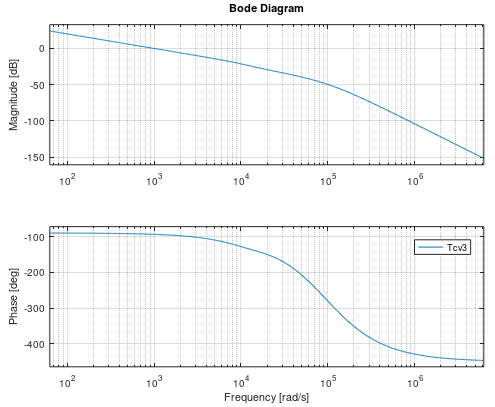 Bode Diagram
Magnitude [dB]
0
-50
-100
-150
10^2 10^3 10^4 10^5 10^6
Phase [deg]
-100
-200
-300
-400
Tcv3
10^2 10^3 10^4 10^5 10^6
Frequency [rad/s]